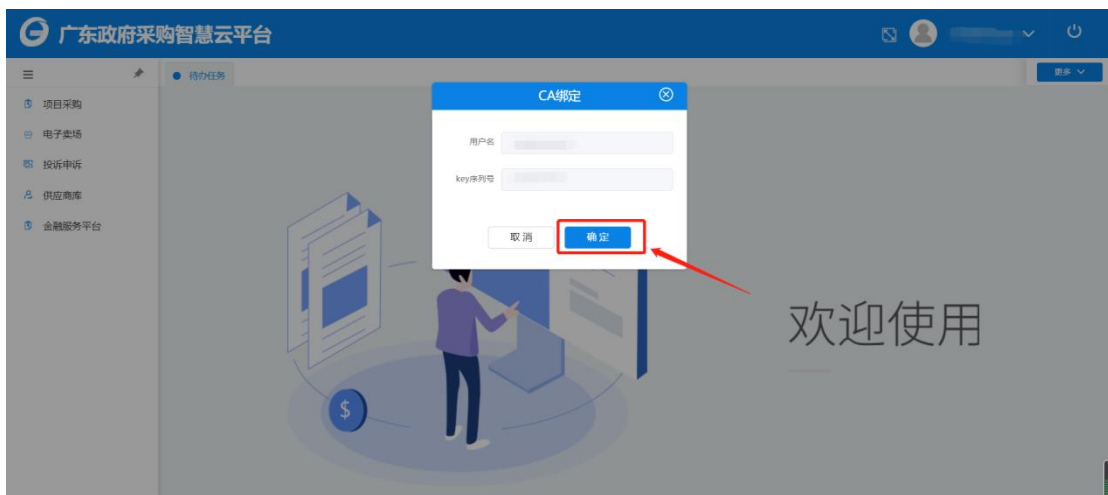 广东政府采购智慧云平台
待办任务
更多
项目采购
电子卖场
投诉申诉
供应商库
金融服务平台
CA绑定
用户名
key序列号
取消
确定
欢迎使用
$